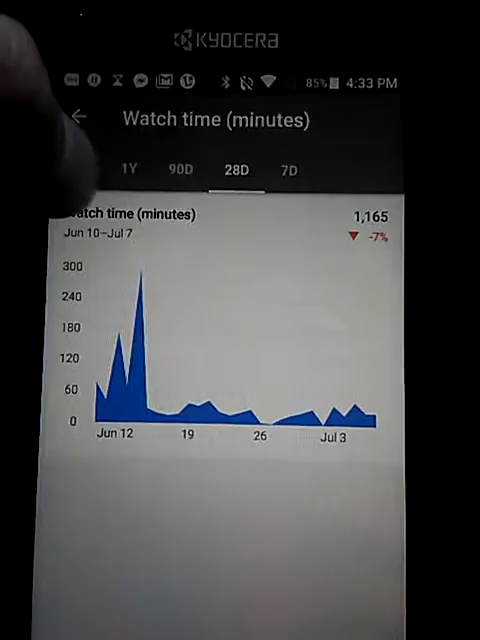 KYOCERA
85% 4:33 PM
Watch time (minutes)
1Y 90D 28D 7D
atch time (minutes) 1,165
Jun 10–Jul 7 -7%
300
240
180
120
60
0
Jun 12 19 26 Jul 3